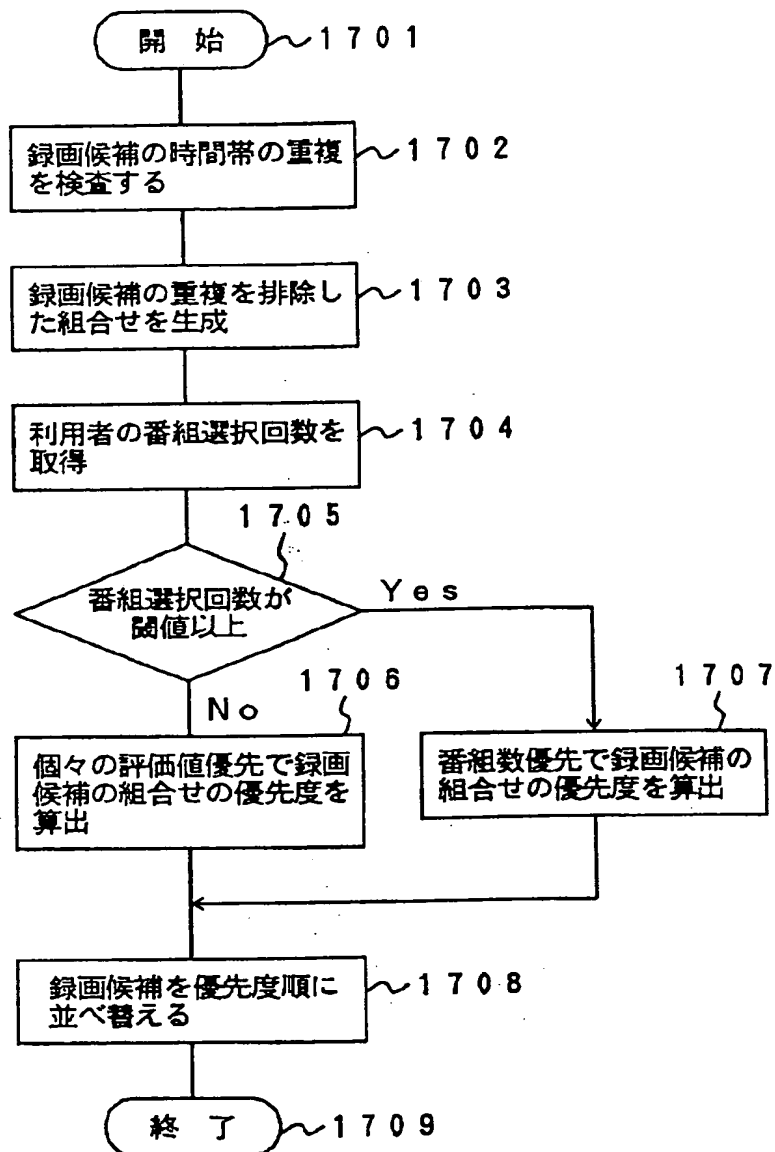 開 始
1701
録画候補の時間帯の重複
を検査する
1702
録画候補の重複を排除し
た組合せを生成
1703
利用者の番組選択回数を
取得
1704
1705
番組選択回数が
閾値以上
Yes
No
1706
個々の評価値優先で録画
候補の組合せの優先度を
算出
1707
番組数優先で録画候補の
組合せの優先度を算出
録画候補を優先度順に
並べ替える
1708
終 了
1709